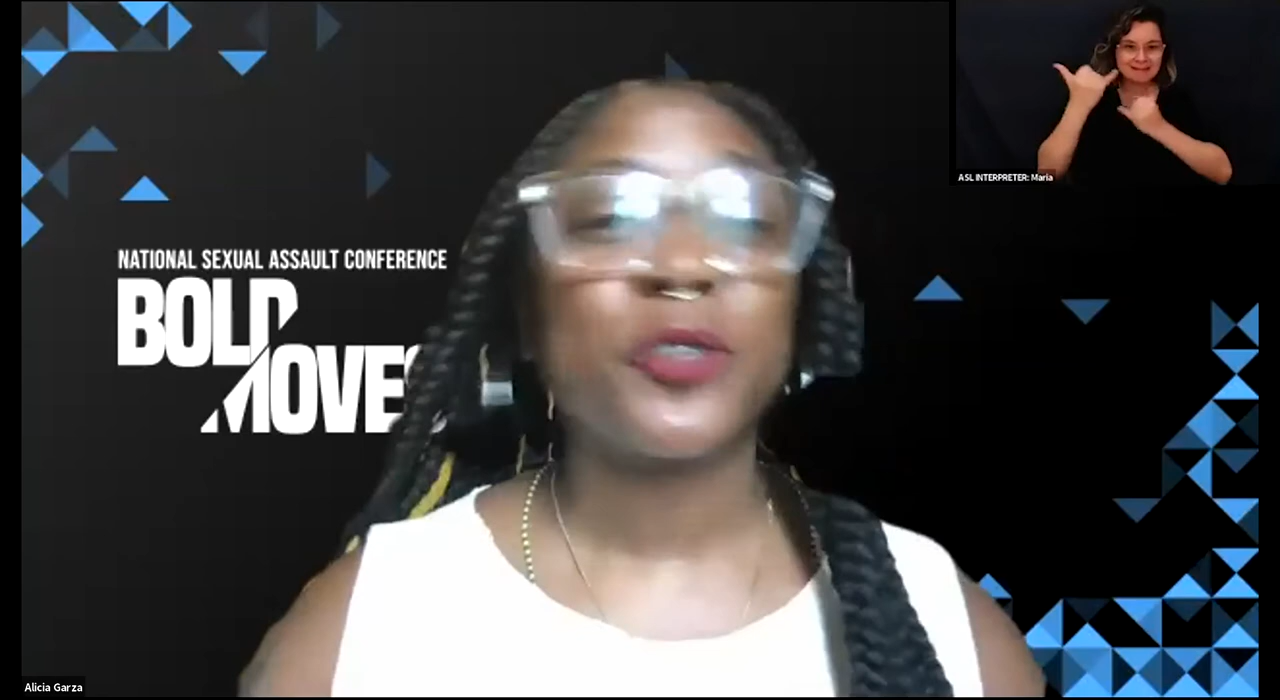 NATIONAL SEXUAL ASSAULT CONFERENCE
BOLD
MOVES
ASL INTERPRETER: Maria
Alicia Garza